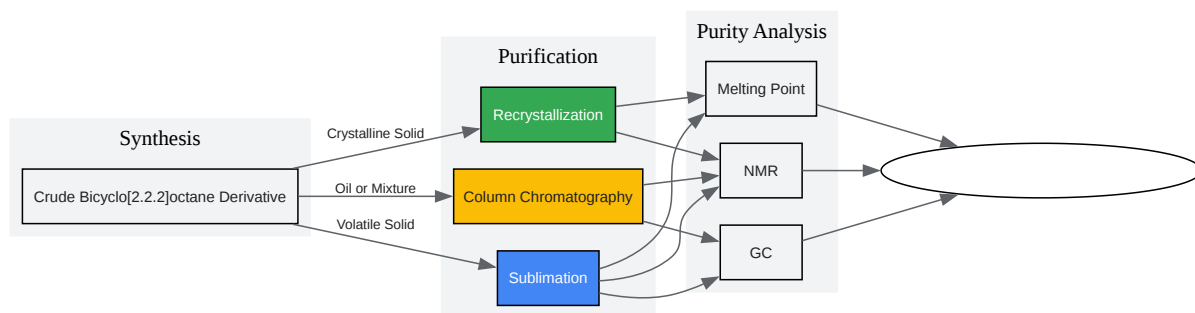 Synthesis
Crude Bicyclo[2.2.2]octane Derivative
Crystalline Solid
Oil or Mixture
Volatile Solid
Purification
Recrystallization
Column Chromatography
Sublimation
Purity Analysis
Melting Point
NMR
GC